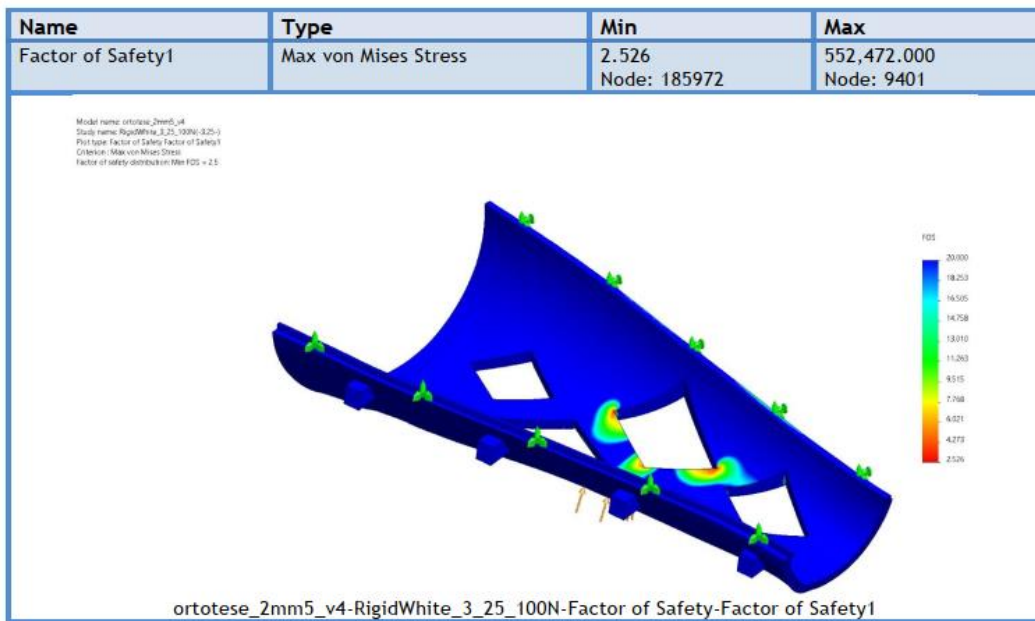 Name Type Min Max
Factor of Safety1 Max von Mises Stress 2.526 552,472.000
Node: 185972 Node: 9401
Model name: ortotese_2mm5_v4
Study name: RigidWhite_3_25_100N(-3.25-)
Plot type: Factor of Safety Factor of Safety1
Criterion : Max von Mises Stress
Factor of safety distribution: Min FOS = 2.5
FOS
20.000
18.253
16.505
14.758
13.010
11.263
9.515
7.768
6.021
4.273
2.526
ortotese_2mm5_v4-RigidWhite_3_25_100N-Factor of Safety-Factor of Safety1